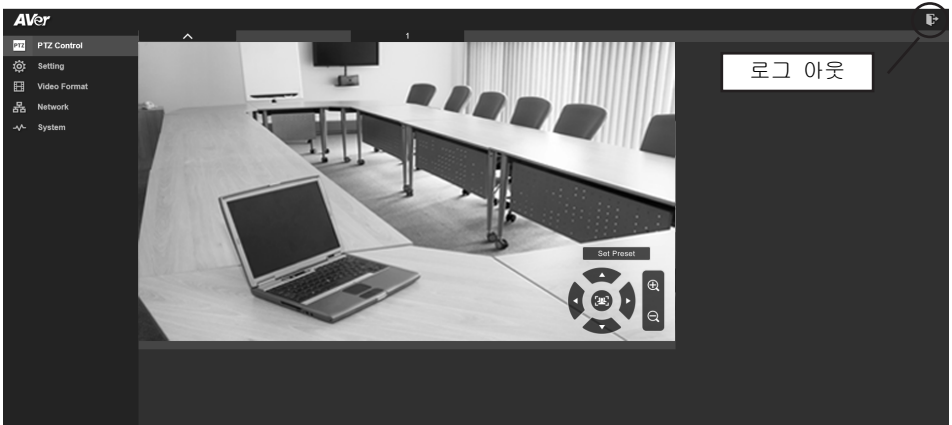 AVer
PTZ PTZ Control
1
Setting
로그 아웃
Video Format
Network
System
Set Preset